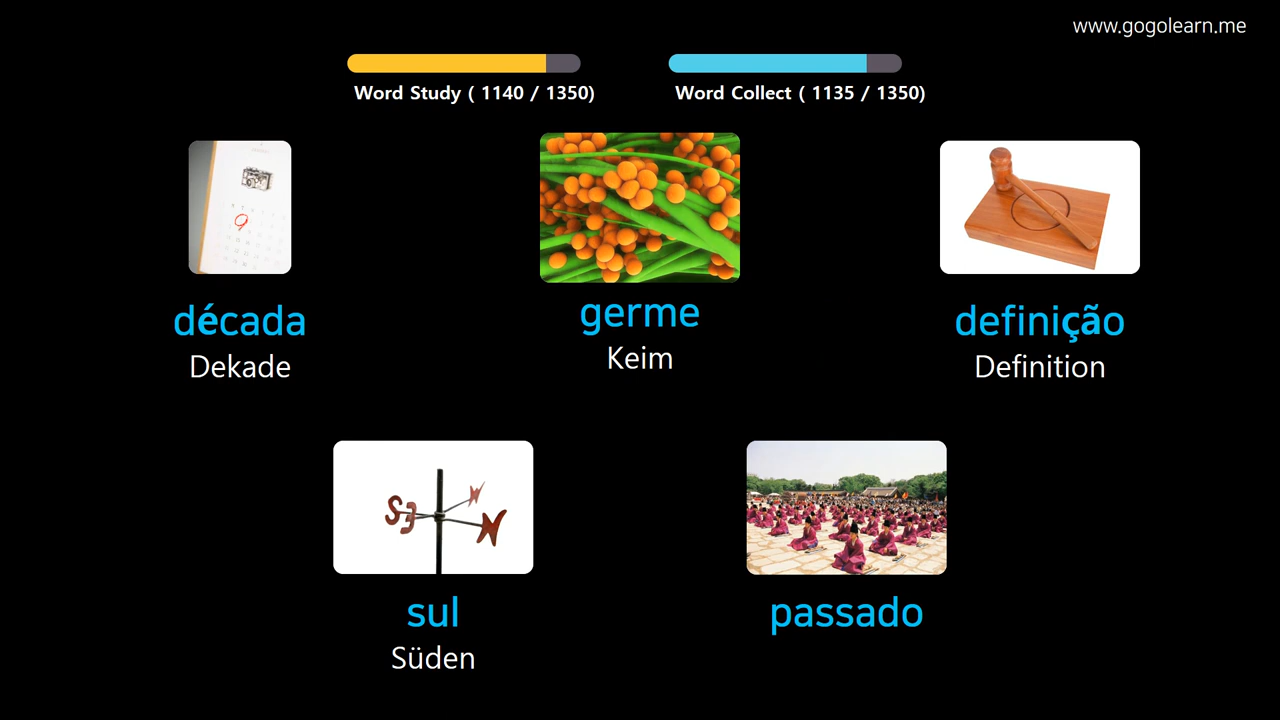 www.gogolearn.me
Word Study ( 1140 / 1350)
Word Collect ( 1135 / 1350)
década
Dekade
germe
Keim
definição
Definition
sul
Süden
passado